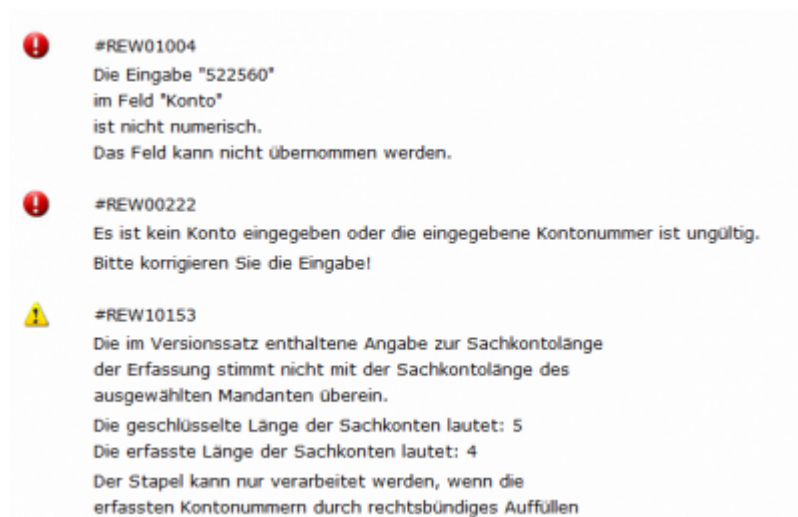 #REW01004
Die Eingabe "522560"
im Feld "Konto"
ist nicht numerisch.
Das Feld kann nicht übernommen werden.
#REW00222
Es ist kein Konto eingegeben oder die eingegebene Kontonummer ist ungültig.
Bitte korrigieren Sie die Eingabe!
#REW10153
Die im Versionssatz enthaltene Angabe zur Sachkontolänge
der Erfassung stimmt nicht mit der Sachkontolänge des
ausgewählten Mandanten überein.
Die geschlüsselte Länge der Sachkonten lautet: 5
Die erfasste Länge der Sachkonten lautet: 4
Der Stapel kann nur verarbeitet werden, wenn die
erfassten Kontonummern durch rechtsbündiges Auffüllen